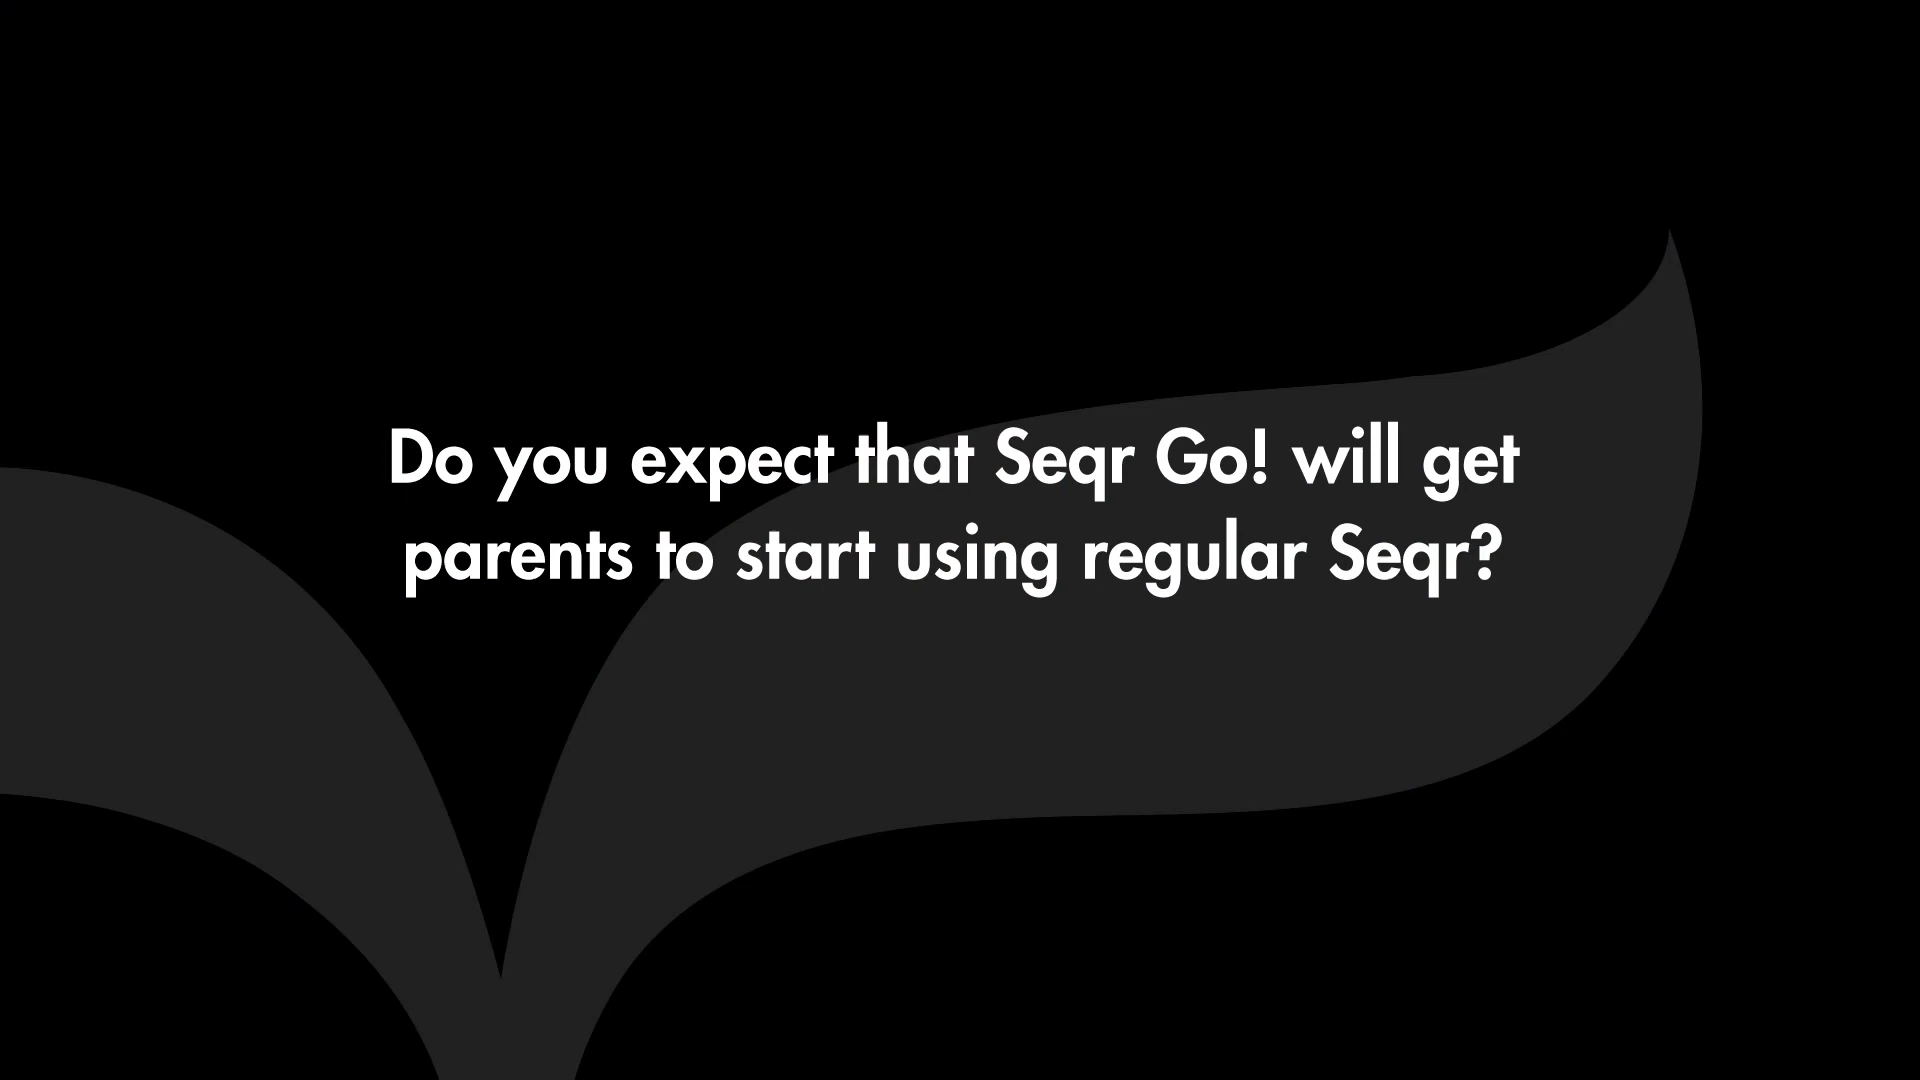 Do you expect that Seqr Go! will get
parents to start using regular Seqr?